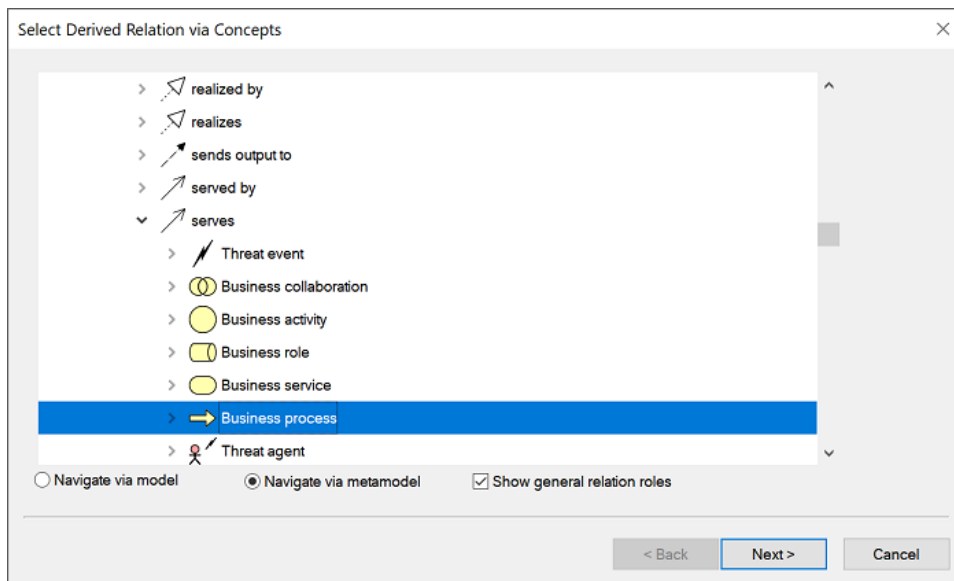 Select Derived Relation via Concepts
realized by
realizes
sends output to
served by
serves
Threat event
Business collaboration
Business activity
Business role
Business service
Business process
Threat agent
Navigate via model Navigate via metamodel Show general relation roles
< Back Next > Cancel